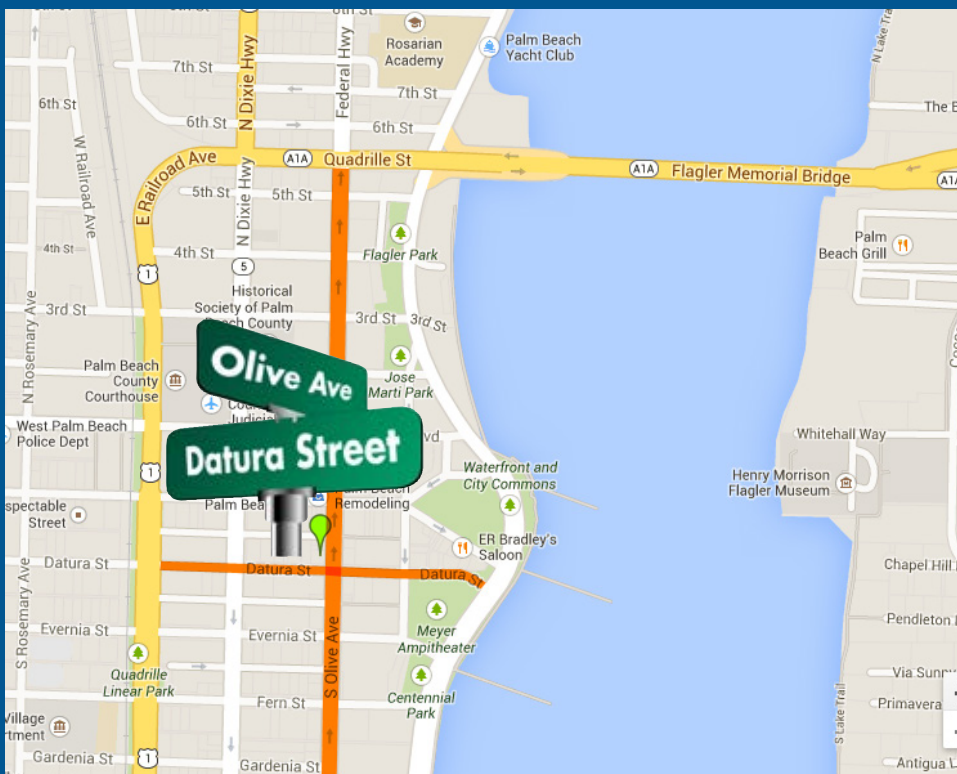 6th St
N Lake Trail
Rosarian
Academy
Palm Beach
Yacht Club
7th St
N Dixie Hwy
Federal Hwy
7th St
6th St
6th St
6th St
W Railroad Ave
The
A1A
Quadrille St
E Railroad Ave
A1A
Flagler Memorial Bridge
A1A
N Dixie Hwy
5th St
5th St
4th St
4th St
Flagler Park
Palm
Beach Grill
5
1
Historical
Society of Palm
Beach County
3rd St
3rd St
3rd St
N Rosemary Ave
Palm Beach
County
Courthouse
Olive Ave
Jose
Marti Park
West Palm Beach
Police Dept
Datura Street
Whitehall Way
1
Waterfront and
City Commons
Henry Morrison
Flagler Museum
Palm Beach
Remodeling
spectable
Street
ER Bradley's
Saloon
Datura St
Datura St
Datura St
Chapel Hill
S Rosemary Ave
Evernia St
Evernia St
Meyer
Ampitheater
Pendleton
S Olive Ave
Quadrille
Linear Park
Via Sunny
Fern St
Centennial
Park
Primavera
S Lake Trail
Village
Gardenia St
1
Gardenia St
Antigua